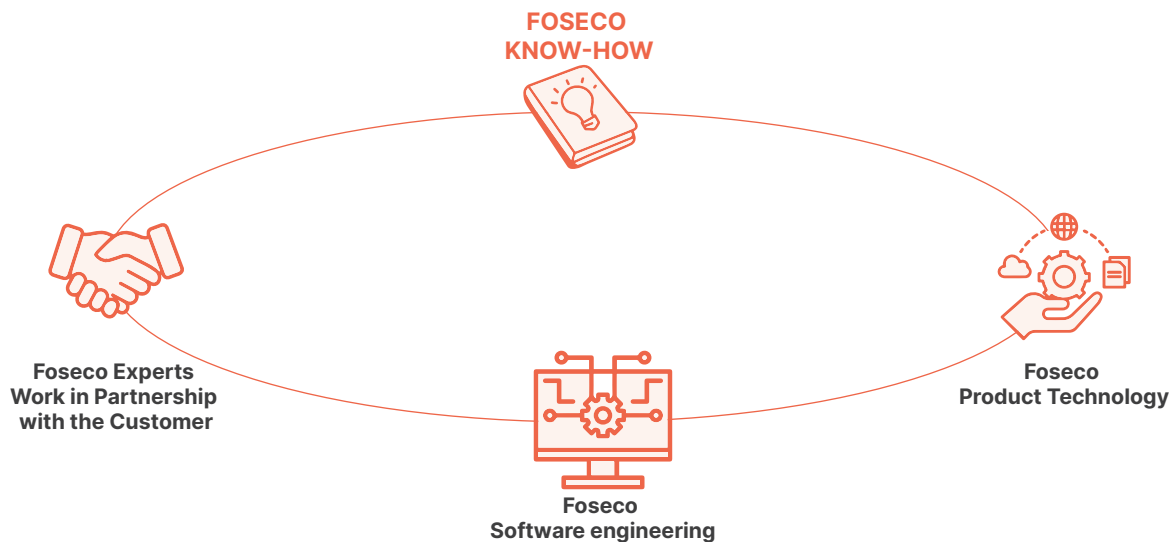 FOSECO
KNOW-HOW
Foseco Experts
Work in Partnership
with the Customer
Foseco
Product Technology
Foseco
Software engineering